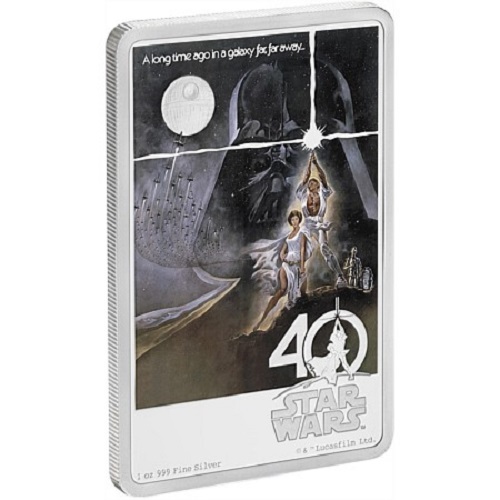 A long time ago in a galaxy far, far away...
40
STAR
WARS
© & ™ Lucasfilm Ltd.
1 oz 999 Fine Silver